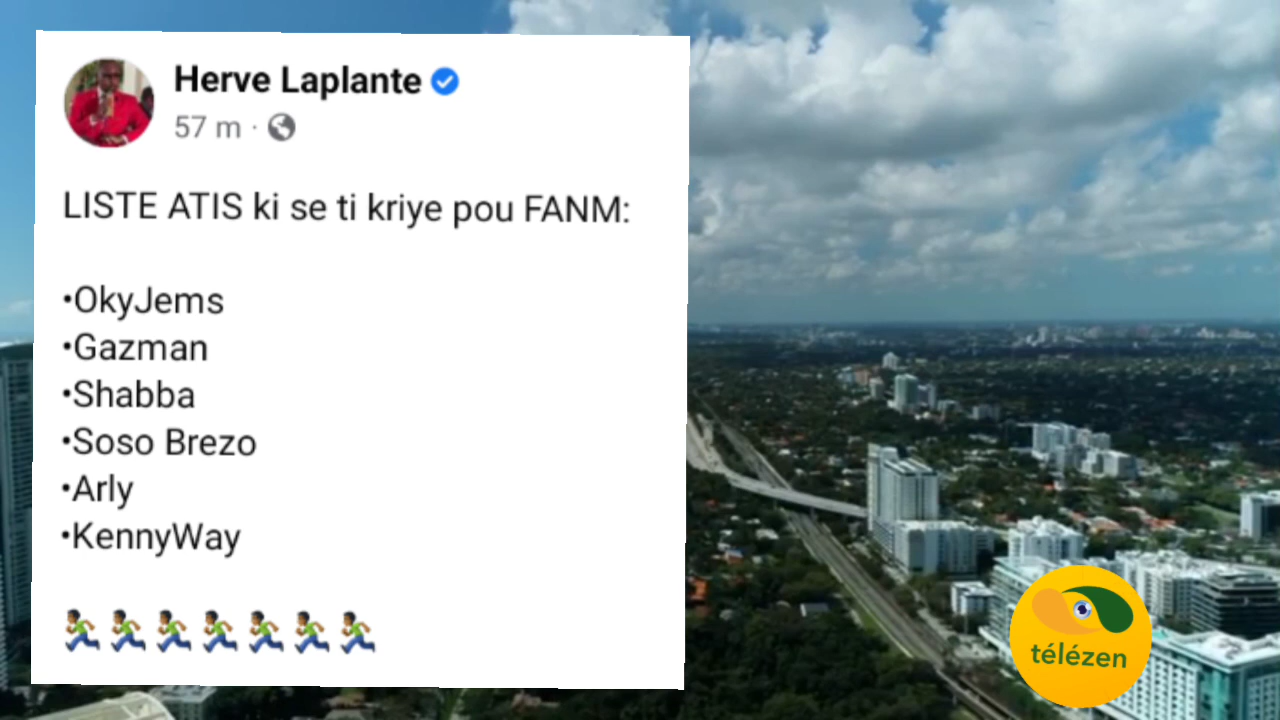 Herve Laplante
57 m ·
LISTE ATIS ki se ti kriye pou FANM:
•OkyJems
•Gazman
•Shabba
•Soso Brezo
•Arly
•KennyWay
télézen